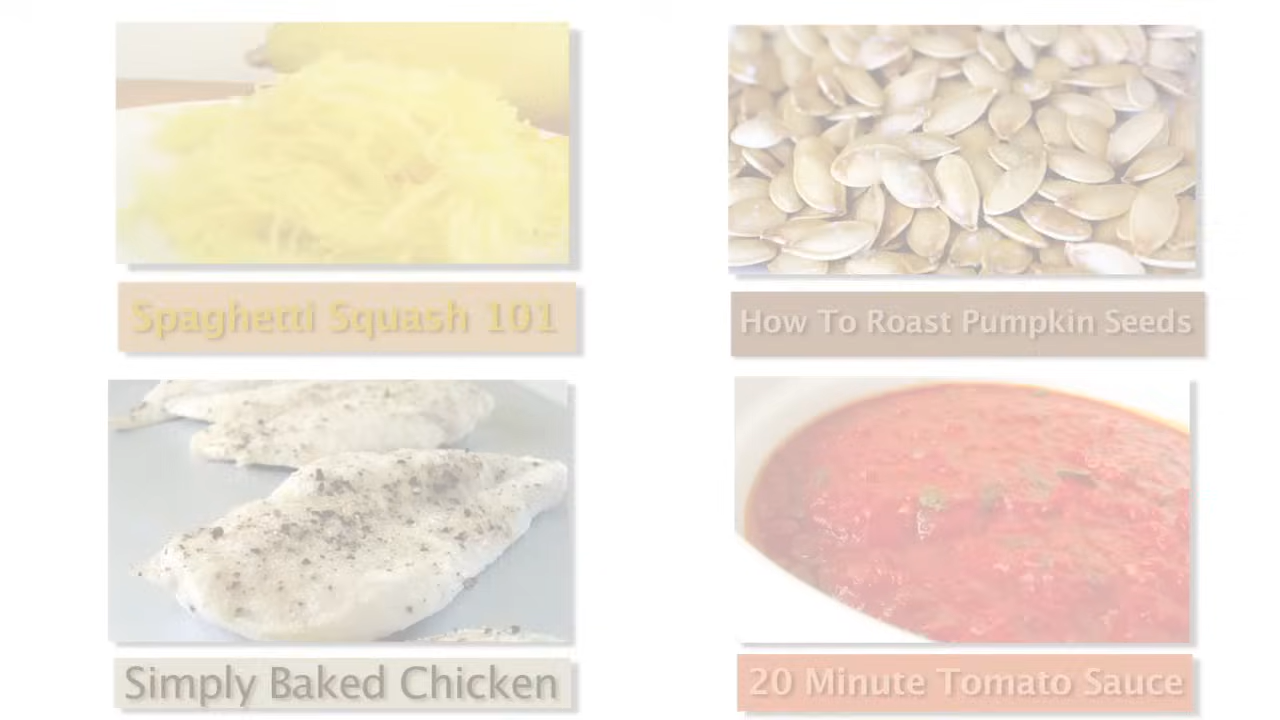 Spaghetti Squash 101
How To Roast Pumpkin Seeds
Simply Baked Chicken
20 Minute Tomato Sauce